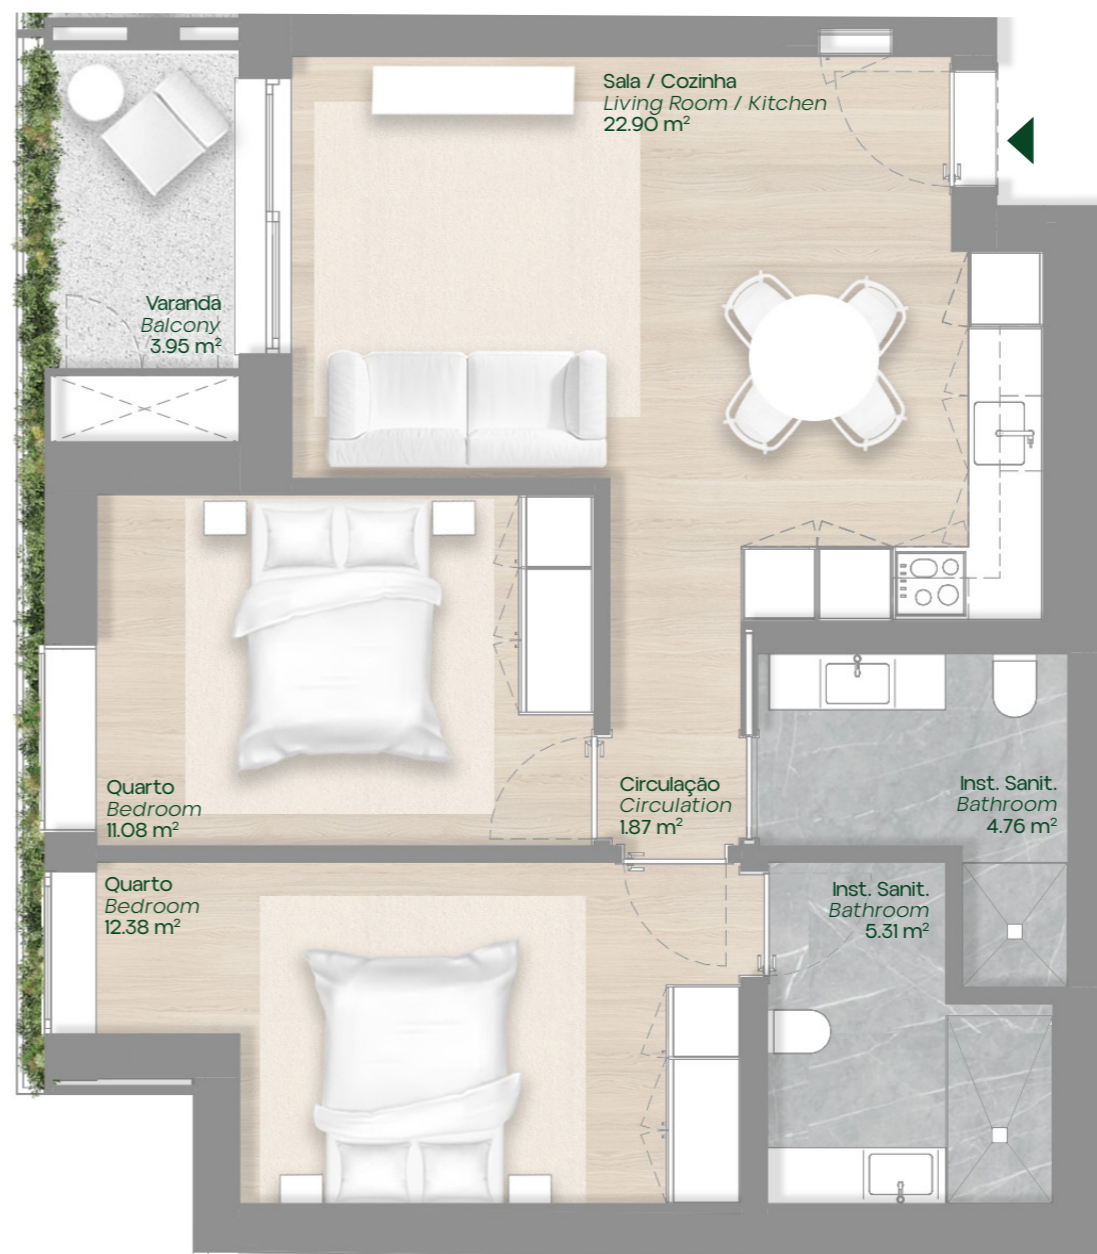 Sala / Cozinha
Living Room / Kitchen
22.90 m²
Varanda
Balcony
3.95 m²
Quarto
Bedroom
11.08 m²
Circulação
Circulation
1.87 m²
Inst. Sanit.
Bathroom
4.76 m²
Quarto
Bedroom
12.38 m²
Inst. Sanit.
Bathroom
5.31 m²